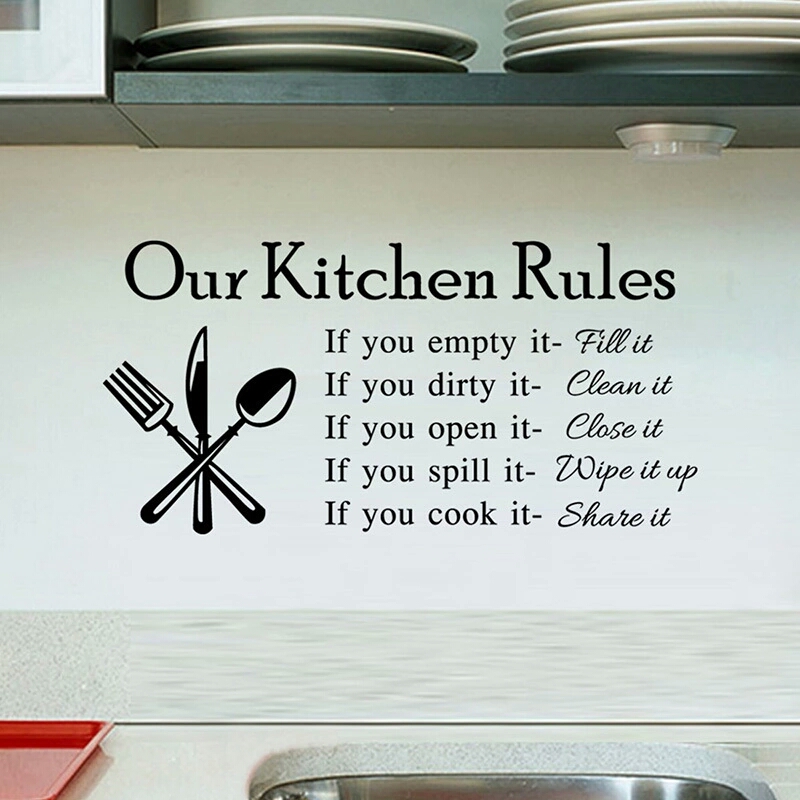 Our Kitchen Rules
If you empty it- Fill it
If you dirty it- Clean it
If you open it- Close it
If you spill it- Wipe it up
If you cook it- Share it